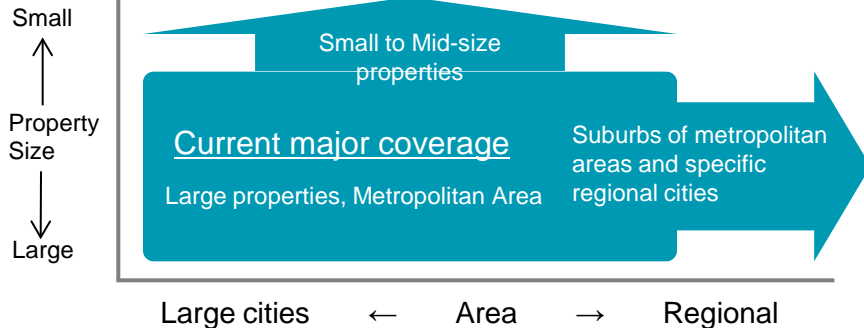 Small
Property
Size
Large
Small to Mid-size
properties
Current major coverage
Large properties, Metropolitan Area
Suburbs of metropolitan
areas and specific
regional cities
Large cities ← Area → Regional